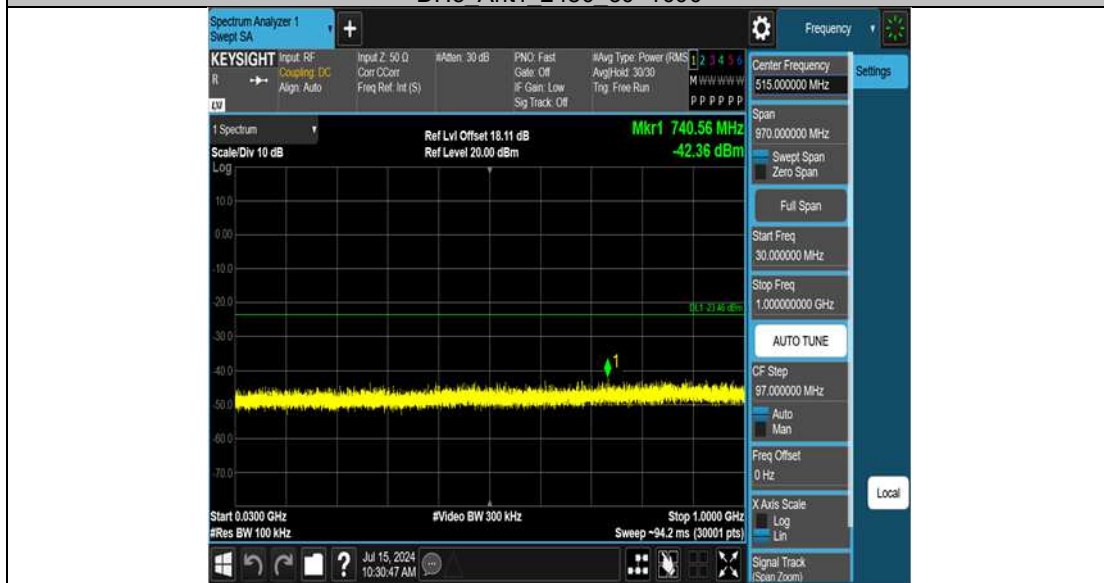 Spectrum Analyzer 1
Swept SA
+
Frequency
KEYSIGHT
R
LXI
Input: RF
Coupling: DC
Align: Auto
Input Z: 50 Ω
Corr CCorr
Freq Ref: Int (S)
#Atten: 30 dB
PNO: Fast
Gate: Off
IF Gain: Low
Sig Track: Off
#Avg Type: Power (RMS
Avg|Hold: 30/30
Trig: Free Run
1 2 3 4 5 6
M W W W W W
P P P P P P
1 Spectrum
Scale/Div 10 dB
Log
Ref Lvl Offset 18.11 dB
Ref Level 20.00 dBm
Mkr1 740.56 MHz
-42.36 dBm
10.0
0.00
-10.0
-20.0
-30.0
-40.0
-50.0
-60.0
-70.0
DL1 -23.46 dBm
1
Start 0.0300 GHz
#Res BW 100 kHz
#Video BW 300 kHz
Stop 1.0000 GHz
Sweep ~94.2 ms (30001 pts)
Jul 15, 2024
10:30:47 AM
?
Center Frequency
515.000000 MHz
Settings
Span
970.000000 MHz
Swept Span
Zero Span
Full Span
Start Freq
30.000000 MHz
Stop Freq
1.000000000 GHz
AUTO TUNE
CF Step
97.000000 MHz
Auto
Man
Freq Offset
0 Hz
X Axis Scale
Log
Lin
Local
Signal Track
(Span Zoom)